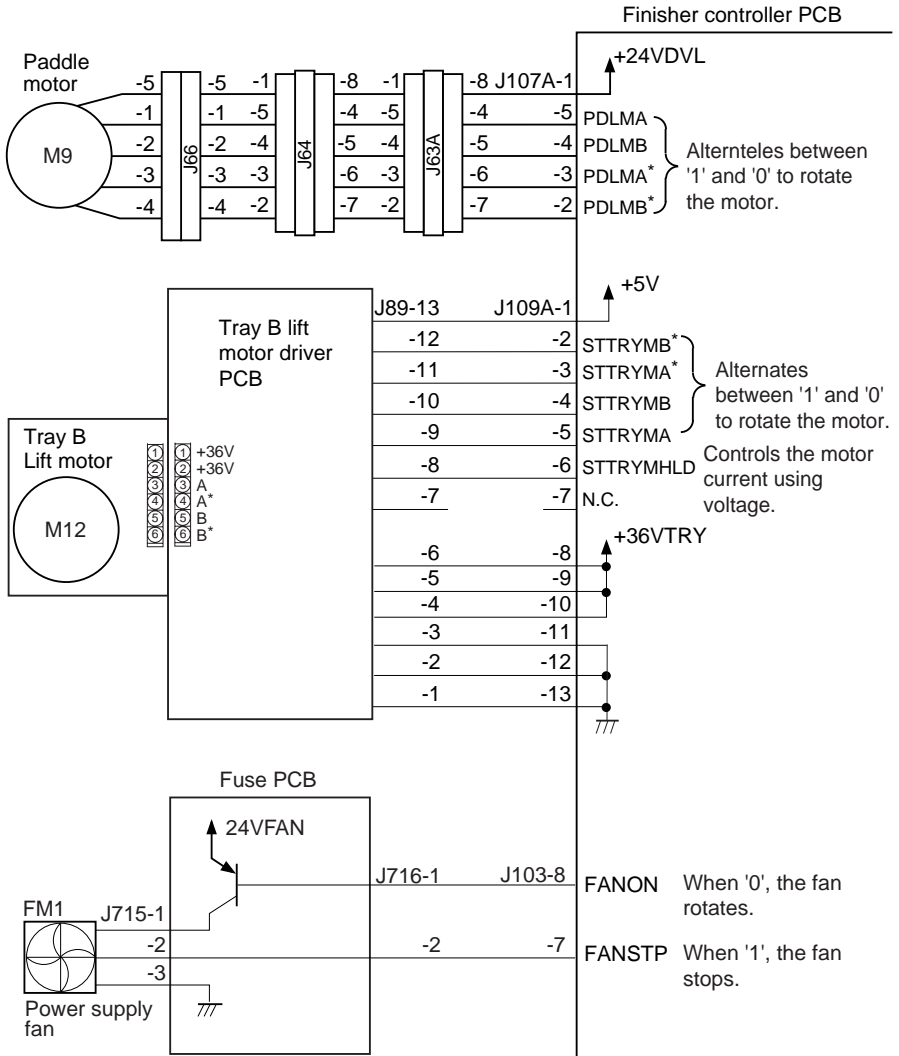 Finisher controller PCB
Paddle
motor
M9
-5 -5 -1 -8 -1 -8 J107A-1 +24VDVL
-1 -1 -5 -4 -5 -4 -5 PDLMA
-2 -2 -4 -5 -4 -5 -4 PDLMB
-3 -3 -3 -6 -3 -6 -3 PDLMA*
-4 -4 -2 -7 -2 -7 -2 PDLMB*
J66
J64
J63A
Alternteles between
'1' and '0' to rotate
the motor.
Tray B lift
motor driver
PCB
J89-13 J109A-1 +5V
-12 -2 STTRYMB*
-11 -3 STTRYMA*
-10 -4 STTRYMB
-9 -5 STTRYMA
-8 -6 STTRYMHLD
-7 -7 N.C.
Alternates
between '1' and '0'
to rotate the motor.
Controls the motor
current using
voltage.
+36VTRY
-6 -8
-5 -9
-4 -10
-3 -11
-2 -12
-1 -13
Tray B
Lift motor
M12
1 1 +36V
2 2 +36V
3 3 A
4 4 A*
5 5 B
6 6 B*
Fuse PCB
24VFAN
J716-1 J103-8 FANON
When '0', the fan
rotates.
FM1
J715-1
-2 -2 -7 FANSTP
When '1', the fan
stops.
-3
Power supply
fan